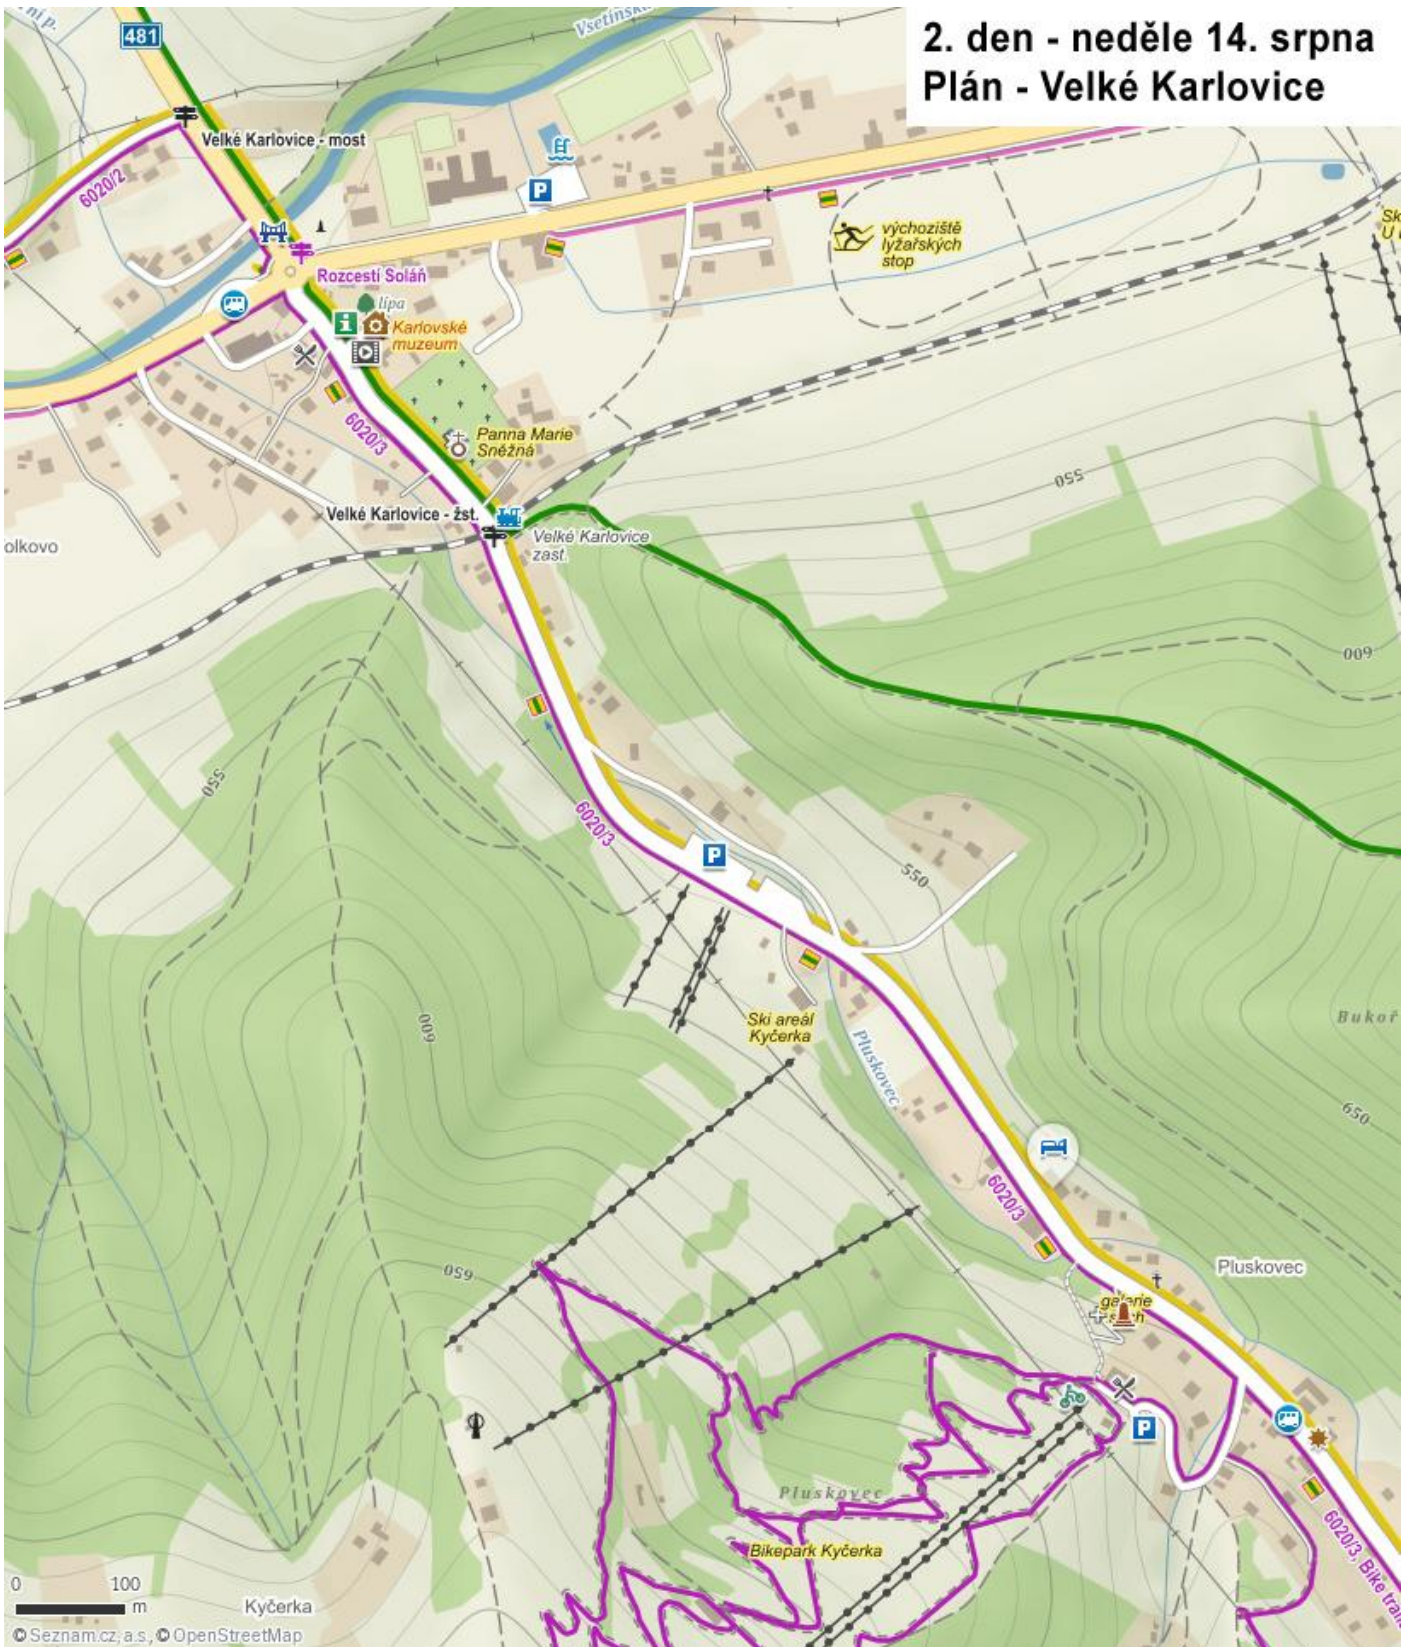 2. den - neděle 14. srpna
Plán - Velké Karlovice
481
Velké Karlovice - most
6020/2
P
Rozcestí Soláň
lípa
i
Karlovské
muzeum
výchoziště
lyžařských
stop
6020/3
Panna Marie
Sněžná
550
Velké Karlovice - žst.
Velké Karlovice
zast.
olkovo
600
550
6020/3
P
550
600
Ski areál
Kyčerka
Pluskovec
650
6020/3
650
Pluskovec
galerie
P
Pluskovec
Bikepark Kyčerka
6020/3, Bike
0 100
m
Kyčerka
© Seznam.cz, a.s., © OpenStreetMap